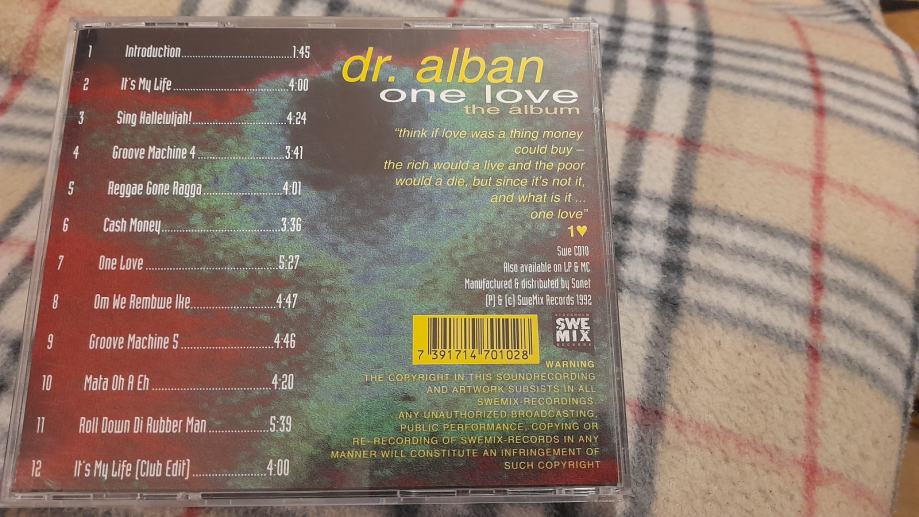 1 Introduction..........1:45
2 It's My Life..........4:00
3 Sing Halleluljah!..........4:24
4 Groove Machine 4..........3:41
5 Reggae Gone Ragga..........4:01
6 Cash Money..........3:36
7 One Love..........5:27
8 Om We Rembwe Ike..........4:47
9 Groove Machine 5..........4:46
10 Mata Oh A Eh..........4:20
11 Roll Down Di Rubber Man..........5:39
12 It's My Life (Club Edit)..........4:00
dr. alban
one love
the album
"think if love was a thing money
could buy –
the rich would a live and the poor
would a die, but since it's not it,
and what is it ...
one love"
1♥
Swe CD10
Also available on LP & MC
Manufactured & distributed by Sonet
(P) & (c) SweMix Records 1992
7 391714 701028
STOCKHOLM
SWE
MIX
RECORDS
WARNING
THE COPYRIGHT IN THIS SOUNDRECORDING
AND ARTWORK SUBSISTS IN ALL
SWEMIX-RECORDINGS.
ANY UNAUTHORIZED BROADCASTING,
PUBLIC PERFORMANCE, COPYING OR
RE-RECORDING OF SWEMIX-RECORDS IN ANY
MANNER WILL CONSTITUTE AN INFRINGEMENT OF
SUCH COPYRIGHT